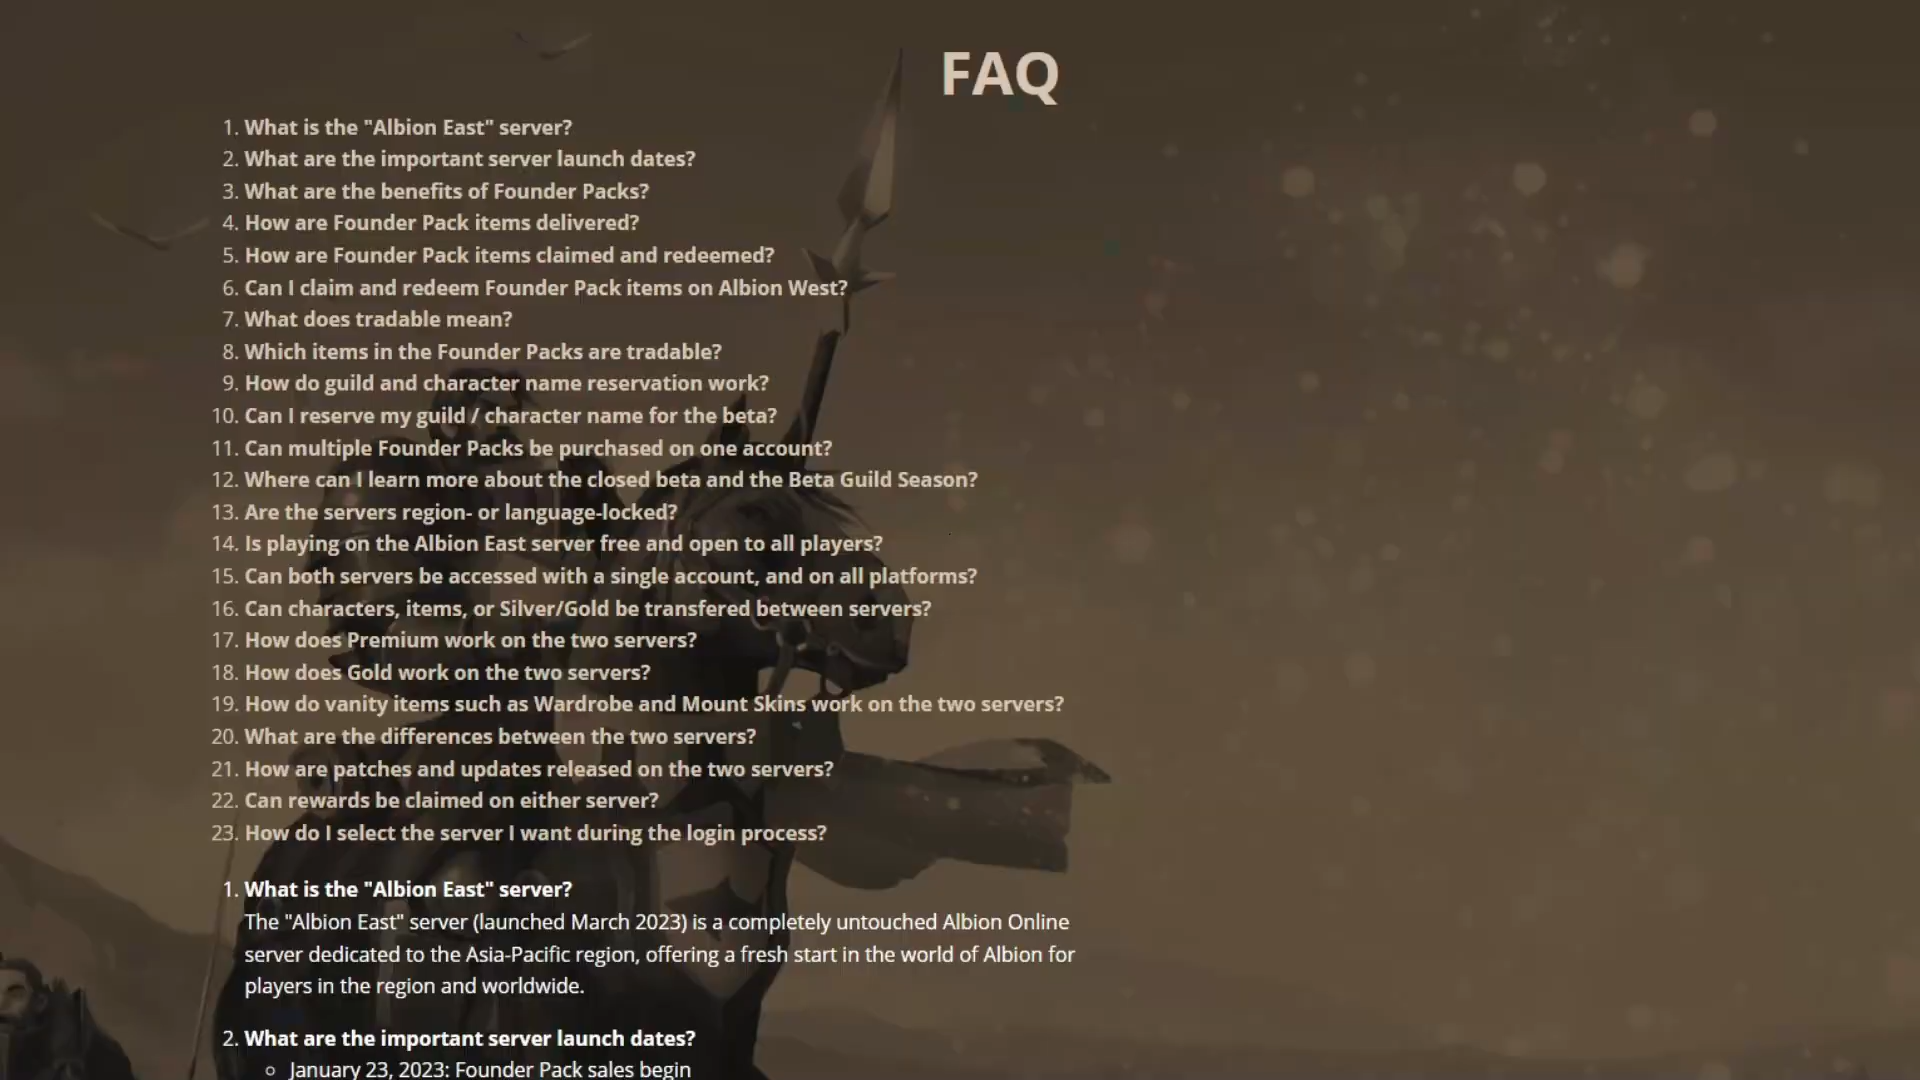 FAQ
1. What is the "Albion East" server?
2. What are the important server launch dates?
3. What are the benefits of Founder Packs?
4. How are Founder Pack items delivered?
5. How are Founder Pack items claimed and redeemed?
6. Can I claim and redeem Founder Pack items on Albion West?
7. What does tradable mean?
8. Which items in the Founder Packs are tradable?
9. How do guild and character name reservation work?
10. Can I reserve my guild / character name for the beta?
11. Can multiple Founder Packs be purchased on one account?
12. Where can I learn more about the closed beta and the Beta Guild Season?
13. Are the servers region- or language-locked?
14. Is playing on the Albion East server free and open to all players?
15. Can both servers be accessed with a single account, and on all platforms?
16. Can characters, items, or Silver/Gold be transfered between servers?
17. How does Premium work on the two servers?
18. How does Gold work on the two servers?
19. How do vanity items such as Wardrobe and Mount Skins work on the two servers?
20. What are the differences between the two servers?
21. How are patches and updates released on the two servers?
22. Can rewards be claimed on either server?
23. How do I select the server I want during the login process?
1. What is the "Albion East" server?
The "Albion East" server (launched March 2023) is a completely untouched Albion Online
server dedicated to the Asia-Pacific region, offering a fresh start in the world of Albion for
players in the region and worldwide.
2. What are the important server launch dates?
January 23, 2023: Founder Pack sales begin